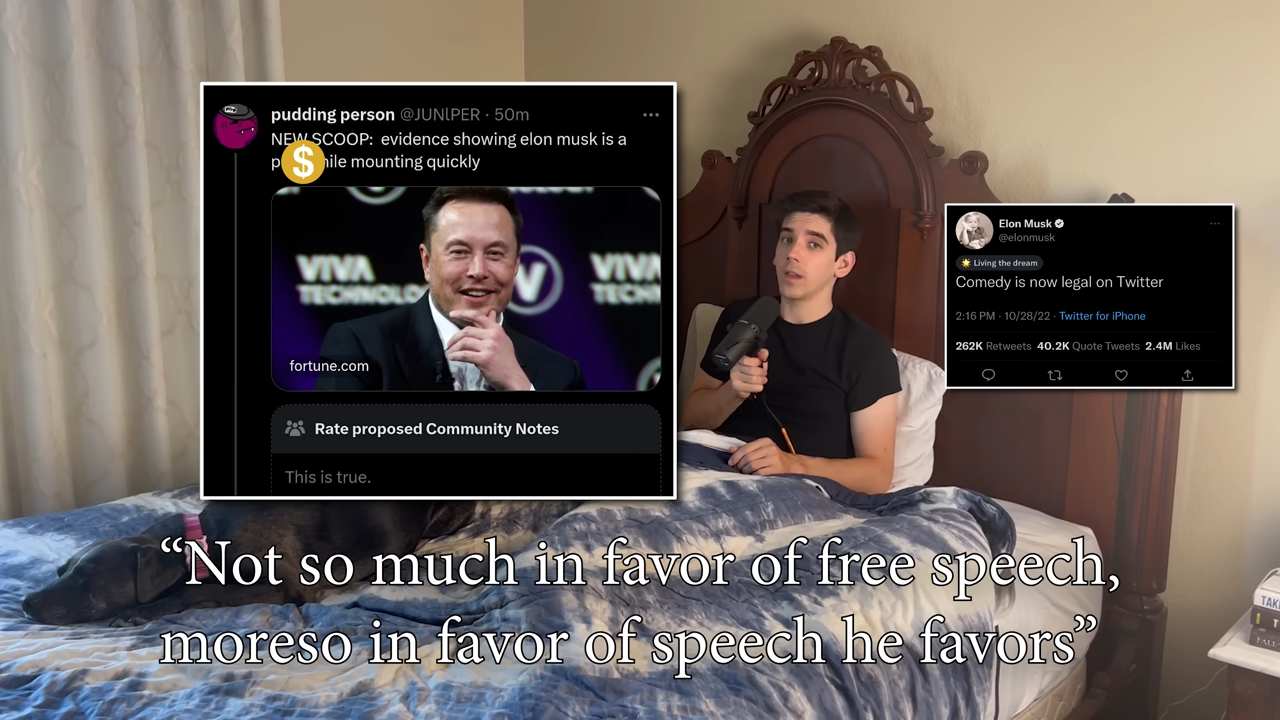 pudding person @JUNlPER · 50m
NEW SCOOP: evidence showing elon musk is a
mounting quickly
VIVA
TECHNOLOGY
VIVA
TECHN
fortune.com
Rate proposed Community Notes
This is true.
Elon Musk
@elonmusk
Living the dream
Comedy is now legal on Twitter
2:16 PM · 10/28/22 · Twitter for iPhone
262K Retweets 40.2K Quote Tweets 2.4M Likes
“Not so much in favor of free speech,
moreso in favor of speech he favors”